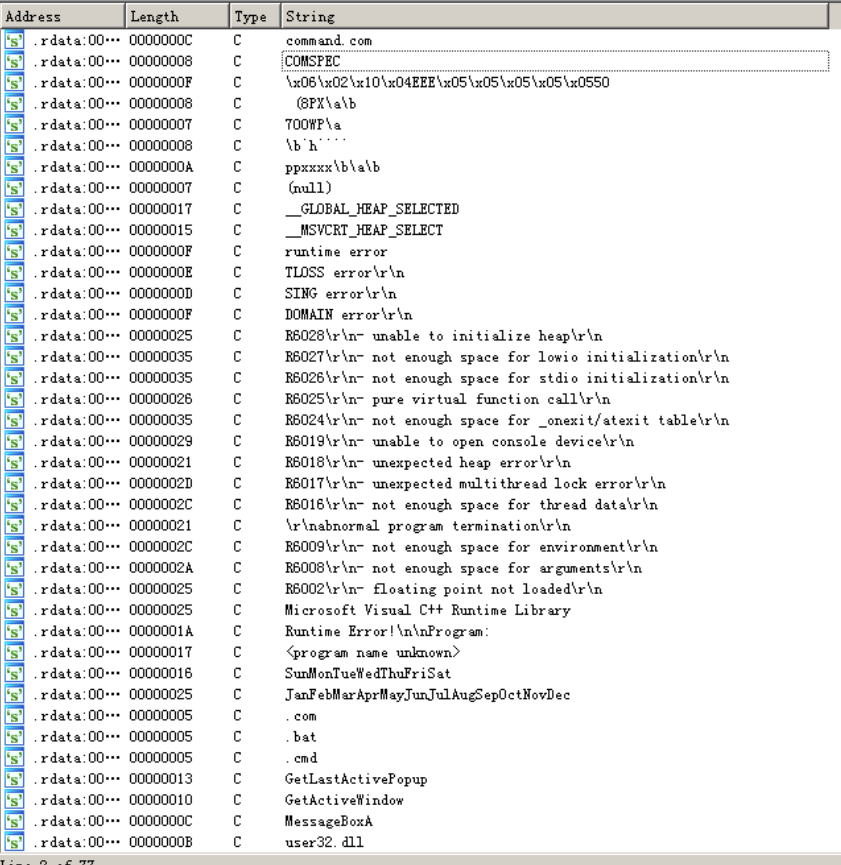 Address Length Type String
.rdata:00··· 0000000C C command.com
.rdata:00··· 00000008 C COMSPEC
.rdata:00··· 0000000F C \x06\x02\x10\x04EEE\x05\x05\x05\x05\x0550
.rdata:00··· 00000008 C (8PX\a\b
.rdata:00··· 00000007 C 700WP\a
.rdata:00··· 00000008 C \b`h````
.rdata:00··· 0000000A C ppxxxx\b\a\b
.rdata:00··· 00000007 C (null)
.rdata:00··· 00000017 C __GLOBAL_HEAP_SELECTED
.rdata:00··· 00000015 C __MSVCRT_HEAP_SELECT
.rdata:00··· 0000000F C runtime error
.rdata:00··· 0000000E C TLOSS error\r\n
.rdata:00··· 0000000D C SING error\r\n
.rdata:00··· 0000000F C DOMAIN error\r\n
.rdata:00··· 00000025 C R6028\r\n- unable to initialize heap\r\n
.rdata:00··· 00000035 C R6027\r\n- not enough space for lowio initialization\r\n
.rdata:00··· 00000035 C R6026\r\n- not enough space for stdio initialization\r\n
.rdata:00··· 00000026 C R6025\r\n- pure virtual function call\r\n
.rdata:00··· 00000035 C R6024\r\n- not enough space for _onexit/atexit table\r\n
.rdata:00··· 00000029 C R6019\r\n- unable to open console device\r\n
.rdata:00··· 00000021 C R6018\r\n- unexpected heap error\r\n
.rdata:00··· 0000002D C R6017\r\n- unexpected multithread lock error\r\n
.rdata:00··· 0000002C C R6016\r\n- not enough space for thread data\r\n
.rdata:00··· 00000021 C \r\nabnormal program termination\r\n
.rdata:00··· 0000002C C R6009\r\n- not enough space for environment\r\n
.rdata:00··· 0000002A C R6008\r\n- not enough space for arguments\r\n
.rdata:00··· 00000025 C R6002\r\n- floating point not loaded\r\n
.rdata:00··· 00000025 C Microsoft Visual C++ Runtime Library
.rdata:00··· 0000001A C Runtime Error!\n\nProgram:
.rdata:00··· 00000017 C <program name unknown>
.rdata:00··· 00000016 C SunMonTueWedThuFriSat
.rdata:00··· 00000025 C JanFebMarAprMayJunJulAugSepOctNovDec
.rdata:00··· 00000005 C .com
.rdata:00··· 00000005 C .bat
.rdata:00··· 00000005 C .cmd
.rdata:00··· 00000013 C GetLastActivePopup
.rdata:00··· 00000010 C GetActiveWindow
.rdata:00··· 0000000C C MessageBoxA
.rdata:00··· 0000000B C user32.dll